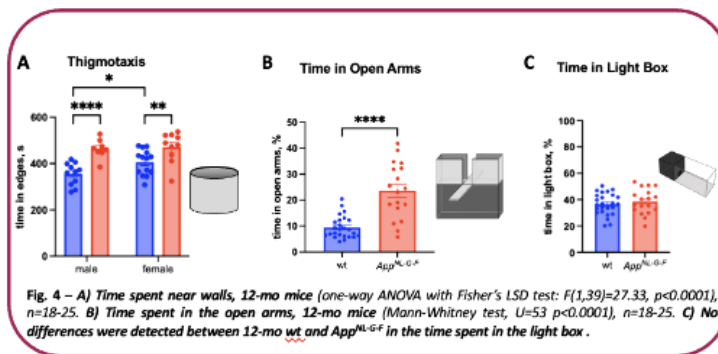 A
Thigmotaxis
B
Time in Open Arms
C
Time in Light Box
*
****
**
600
400
200
0
time in edges, s
male
female
****
50
40
30
20
10
0
time in open arms, %
wt
App^NL-G-F
100
80
60
40
20
0
time in light box, %
wt
App^NL-G-F
Fig. 4 – A) Time spent near walls, 12-mo mice (one-way ANOVA with Fisher's LSD test: F(1,39)=27.33, p<0.0001),
n=18-25. B) Time spent in the open arms, 12-mo mice (Mann-Whitney test, U=53 p<0.0001), n=18-25. C) No
differences were detected between 12-mo wt and App^NL-G-F in the time spent in the light box .